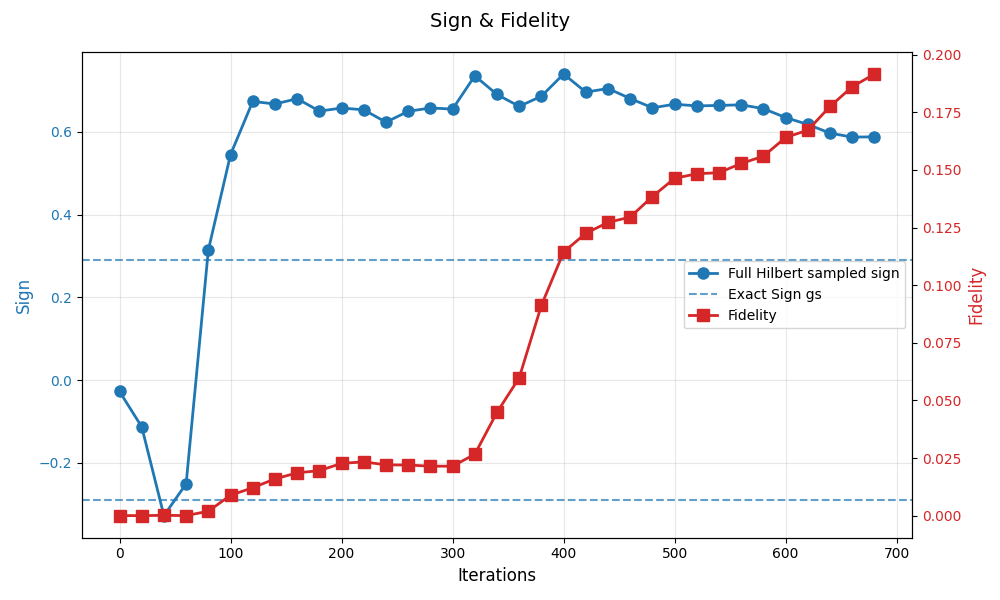 Sign & Fidelity
Sign
0.6
0.4
0.2
0.0
−0.2
0.200
0.175
0.150
0.125
0.100
0.075
0.050
0.025
0.000
Fidelity
Full Hilbert sampled sign
Exact Sign gs
Fidelity
0 100 200 300 400 500 600 700
Iterations